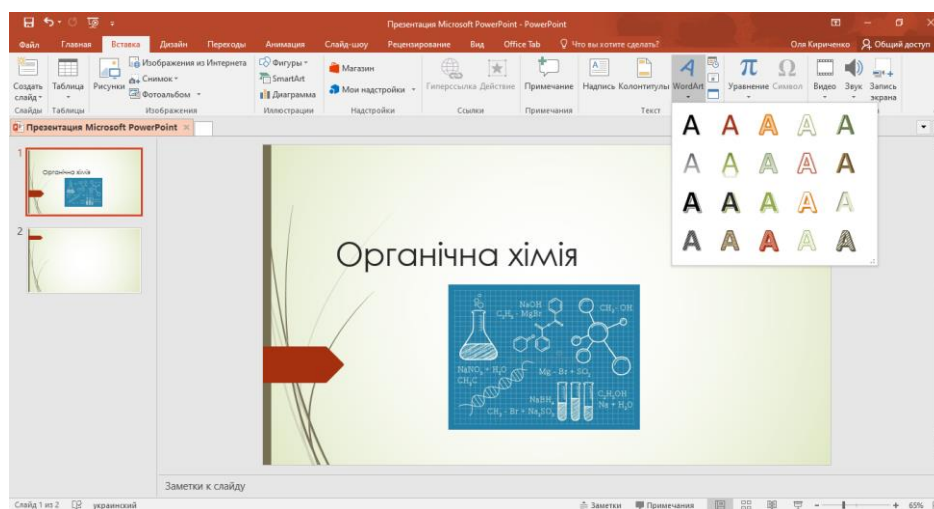 Презентация Microsoft PowerPoint - PowerPoint
Файл Главная Вставка Дизайн Переходы Анимация Слайд-шоу Рецензирование Вид Office Tab Что вы хотите сделать? Оля Кириченко Общий доступ
Создать слайд
Таблица
Рисунки
Изображения из Интернета
Снимок
Фотоальбом
Фигуры
SmartArt
Диаграмма
Магазин
Мои надстройки
Гиперссылка
Действие
Примечание
Надпись
Колонтитулы
WordArt
Уравнение
Символ
Видео
Звук
Запись экрана
Слайды Таблицы Изображения Иллюстрации Надстройки Ссылки Примечания Текст
Презентация Microsoft PowerPoint
A A A A A
A A A A A
A A A A A
A A A A A
1
Органічна хімія
2
Органічна хімія
NaOH
C₂H₅ - MgBr
CH₃ - OH
NaNO₂ + H₂O
CH₃C
Mg - Br + SO₂
NaBH₄
C₂H₅OH
Na + H₂O
CH₃ - Br + Na₂SO₃
Заметки к слайду
Слайд 1 из 2 украинский Заметки Примечания 65%